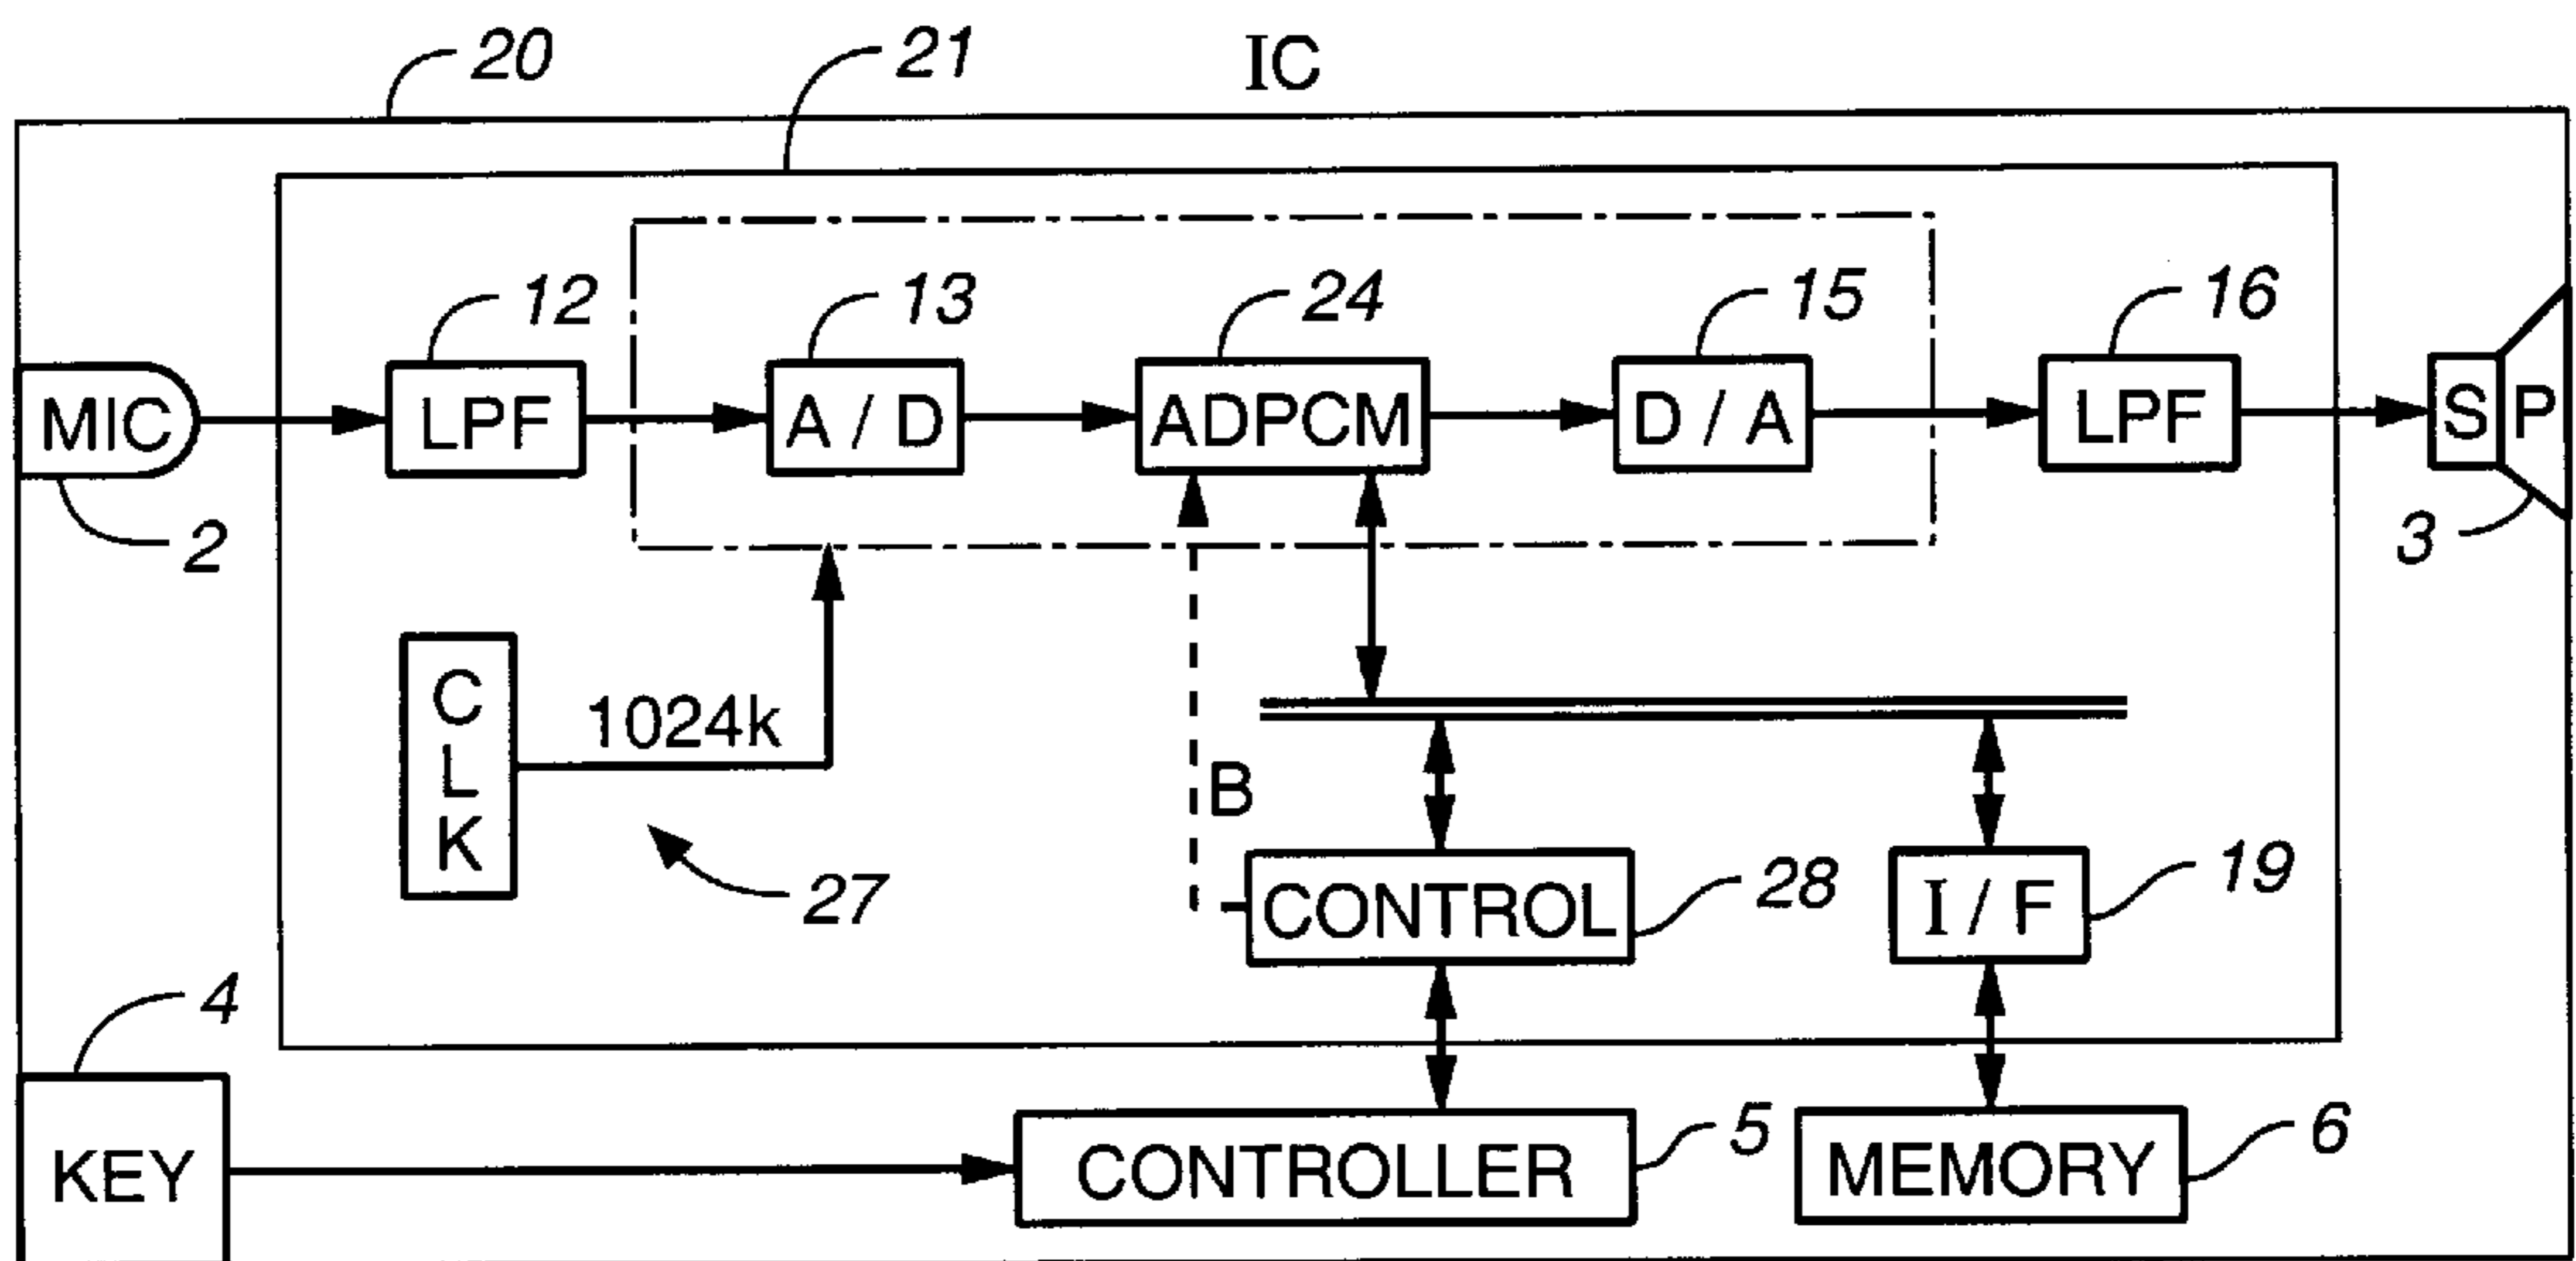 20
21
IC
12
13
24
15
16
MIC
LPF
A / D
ADPCM
D / A
LPF
S P
2
3
C
L
K
1024k
B
27
CONTROL
28
I / F
19
4
KEY
CONTROLLER
5
MEMORY
6